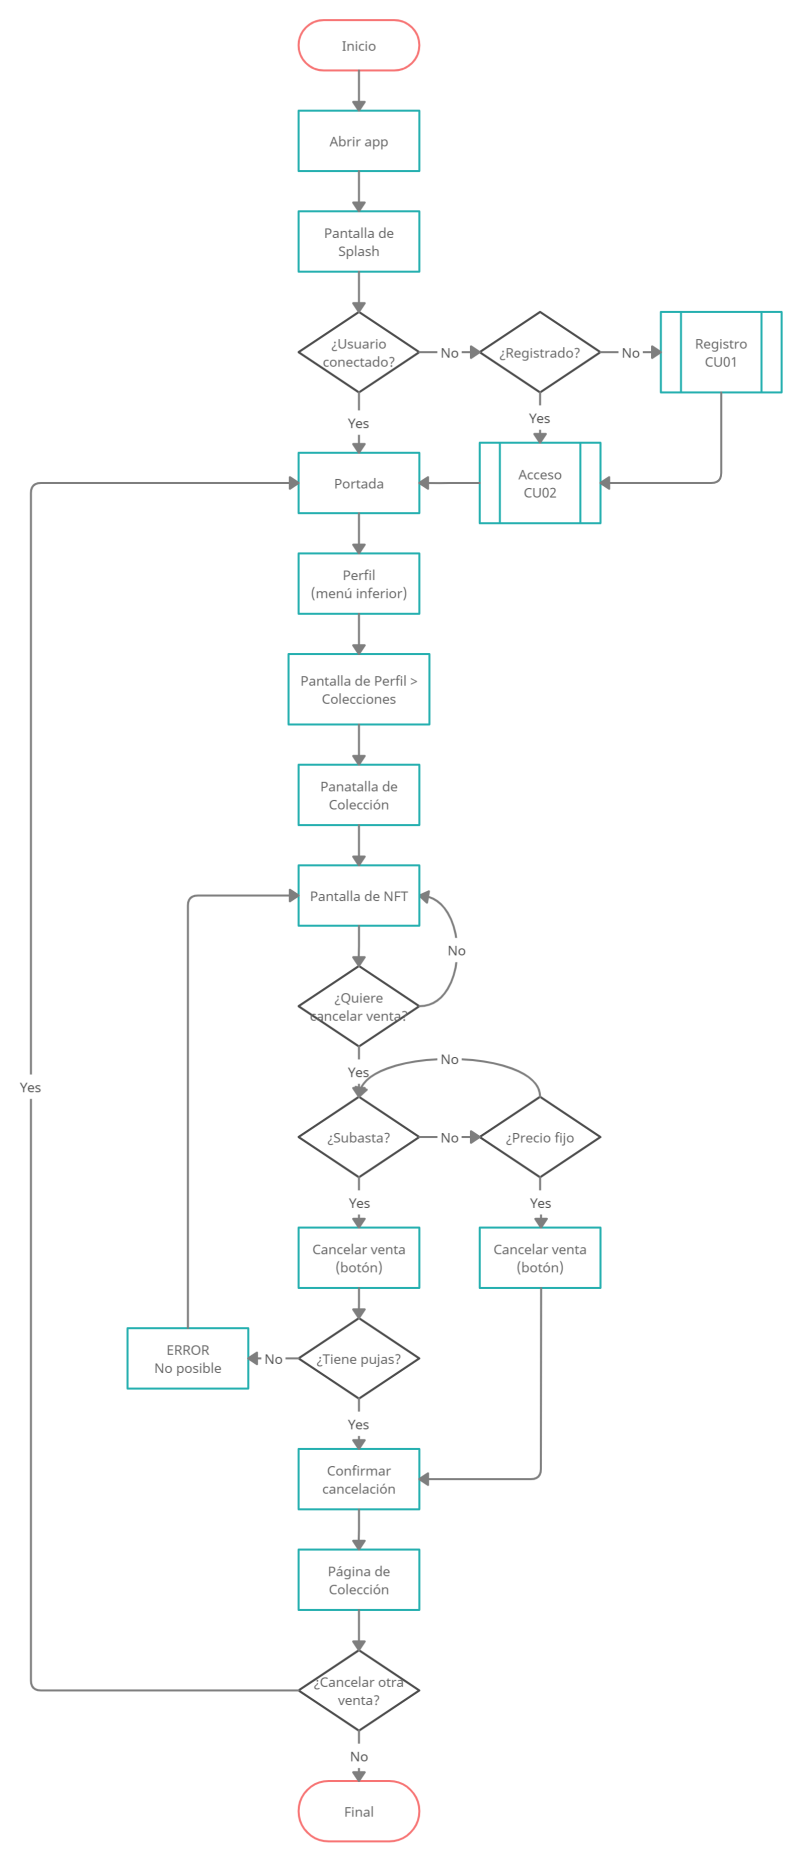 Inicio
Abrir app
Pantalla de
Splash
¿Usuario
conectado?
No
¿Registrado?
No
Registro
CU01
Yes
Yes
Portada
Acceso
CU02
Perfil
(menú inferior)
Pantalla de Perfil >
Colecciones
Panatalla de
Colección
Pantalla de NFT
No
¿Quiere
cancelar venta?
Yes
No
Yes
¿Subasta?
No
¿Precio fijo
Yes
Yes
Cancelar venta
(botón)
Cancelar venta
(botón)
ERROR
No posible
No
¿Tiene pujas?
Yes
Confirmar
cancelación
Página de
Colección
¿Cancelar otra
venta?
No
Final